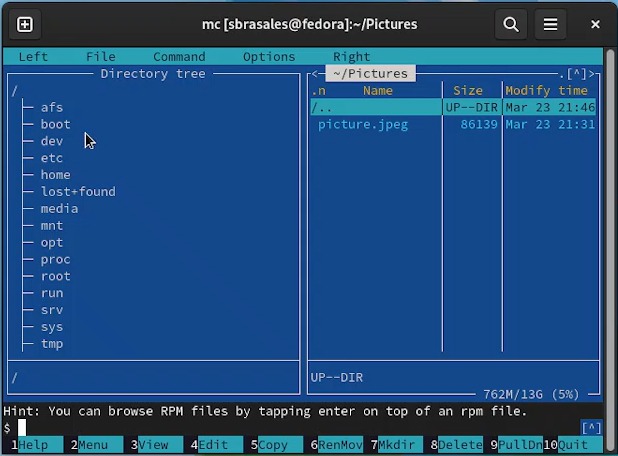 mc [sbrasales@fedora]:~/Pictures
Left File Command Options Right
Directory tree
/
afs
boot
dev
etc
home
lost+found
media
mnt
opt
proc
root
run
srv
sys
tmp
/
<─ ~/Pictures .[^]>
.n Name Size Modify time
/.. UP--DIR Mar 23 21:46
picture.jpeg 86139 Mar 23 21:31
UP--DIR
762M/13G (5%)
Hint: You can browse RPM files by tapping enter on top of an rpm file.
$ [^]
1Help 2Menu 3View 4Edit 5Copy 6RenMov 7Mkdir 8Delete 9PullDn 10Quit